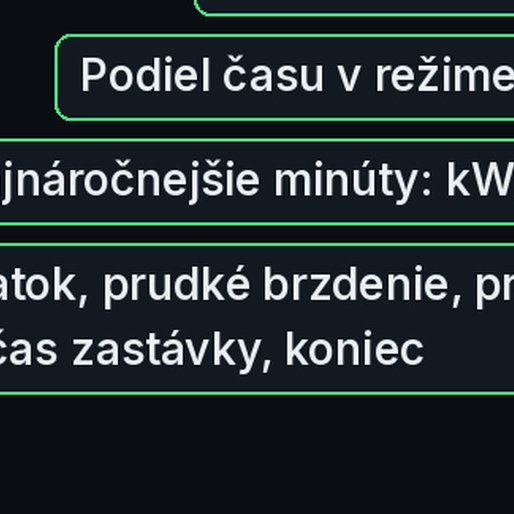 Podiel času v režime
jnáročnejšie minúty: kW
atok, prudké brzdenie, pr
čas zastávky, koniec